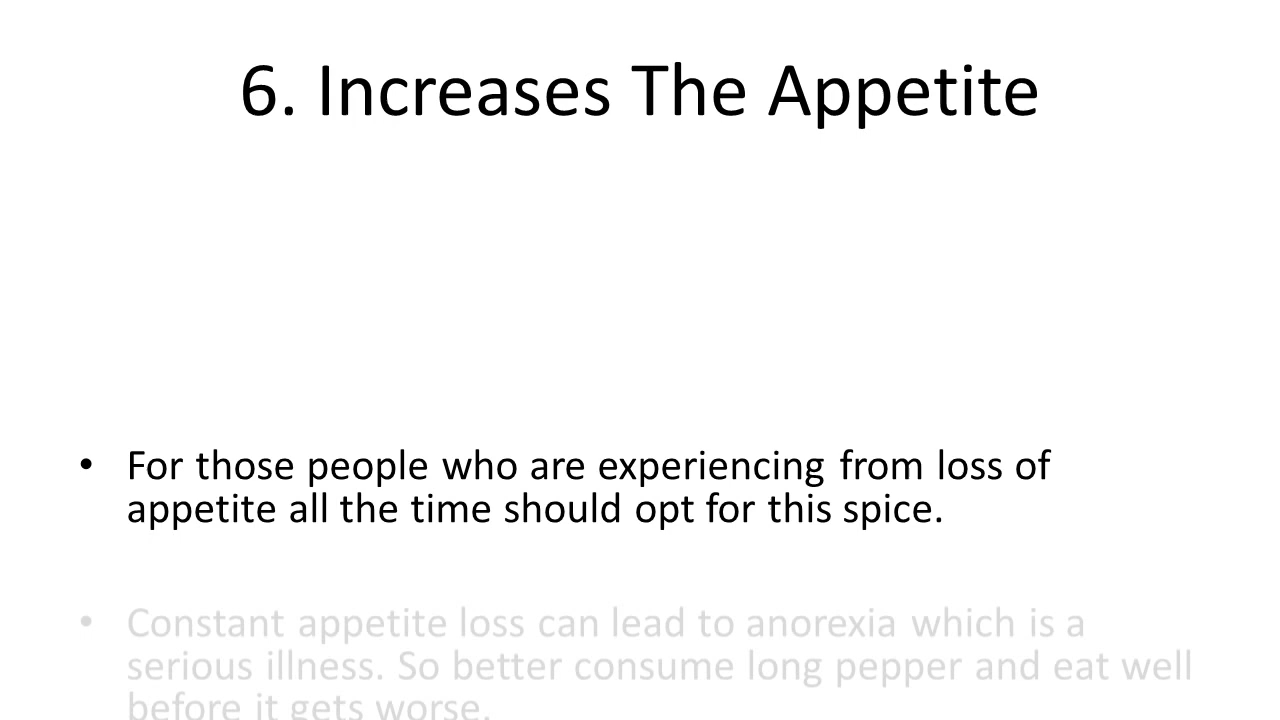 6. Increases The Appetite
• For those people who are experiencing from loss of
appetite all the time should opt for this spice.
• Constant appetite loss can lead to anorexia which is a
serious illness. So better consume long pepper and eat well
before it gets worse.